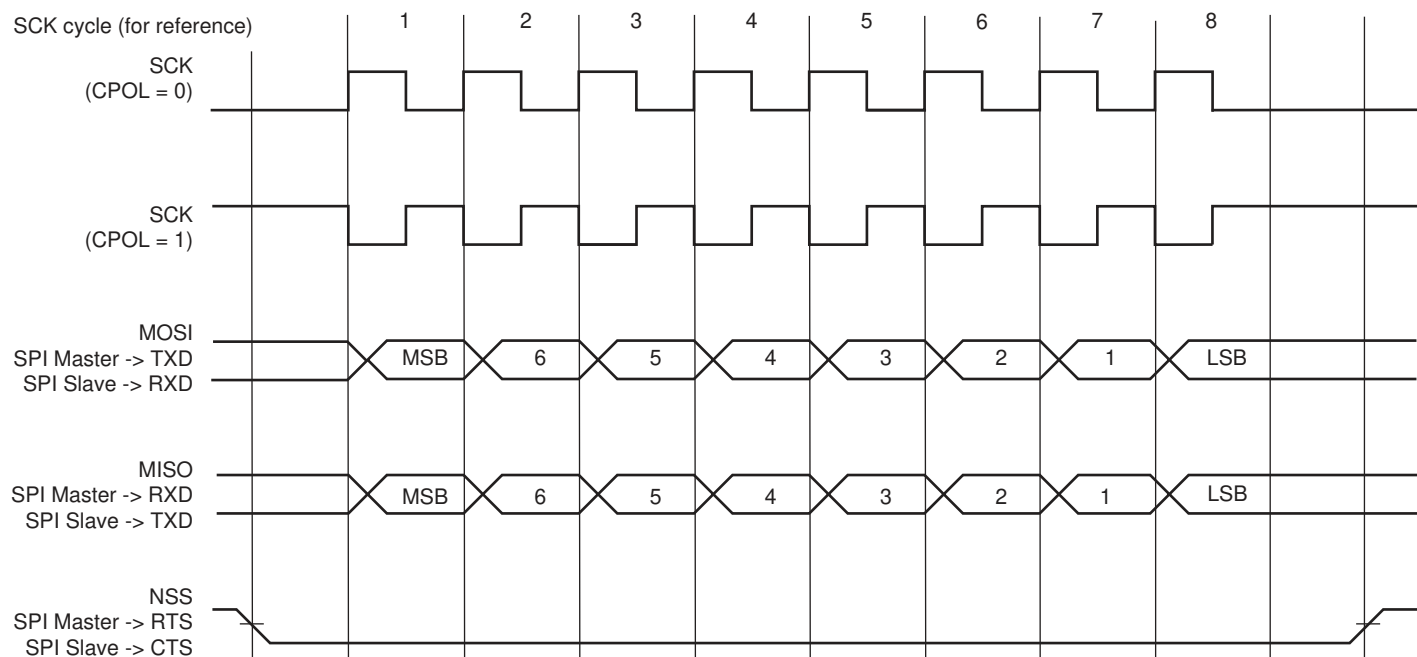 SCK cycle (for reference) 1 2 3 4 5 6 7 8
SCK
(CPOL = 0)
SCK
(CPOL = 1)
MOSI
SPI Master -> TXD
SPI Slave -> RXD
MSB 6 5 4 3 2 1 LSB
MISO
SPI Master -> RXD
SPI Slave -> TXD
MSB 6 5 4 3 2 1 LSB
NSS
SPI Master -> RTS
SPI Slave -> CTS